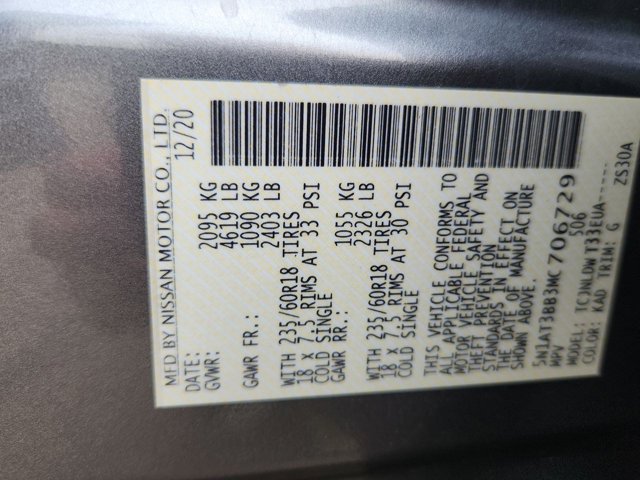 MFD BY NISSAN MOTOR CO., LTD.
DATE: 12/20
GVWR: 2095 KG
4619 LB
GAWR FR.: 1090 KG
2403 LB
WITH 235/60R18 TIRES
18 X 7.5 RIMS AT 33 PSI
COLD SINGLE
GAWR RR.: 1055 KG
2326 LB
WITH 235/60R18 TIRES
18 X 7.5 RIMS AT 30 PSI
COLD SINGLE
THIS VEHICLE CONFORMS TO
ALL APPLICABLE FEDERAL
MOTOR VEHICLE SAFETY AND
THEFT PREVENTION
STANDARDS IN EFFECT ON
THE DATE OF MANUFACTURE
SHOWN ABOVE.
5N1AT3BB3MC706729
MPV 506
MODEL: TCJNLDWT33EUA-----
COLOR: KAD TRIM: G ZS30A